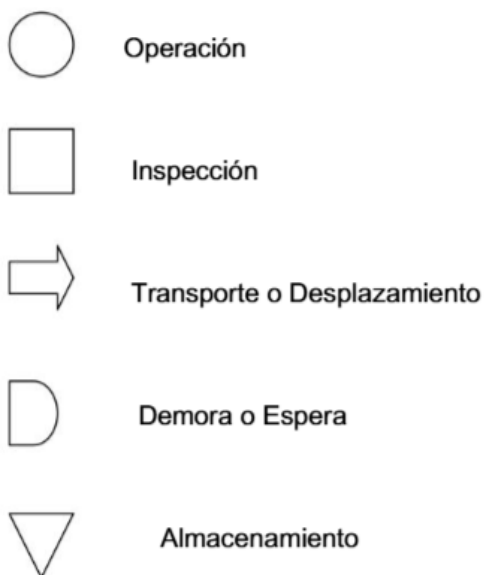 Operación
Inspección
Transporte o Desplazamiento
Demora o Espera
Almacenamiento